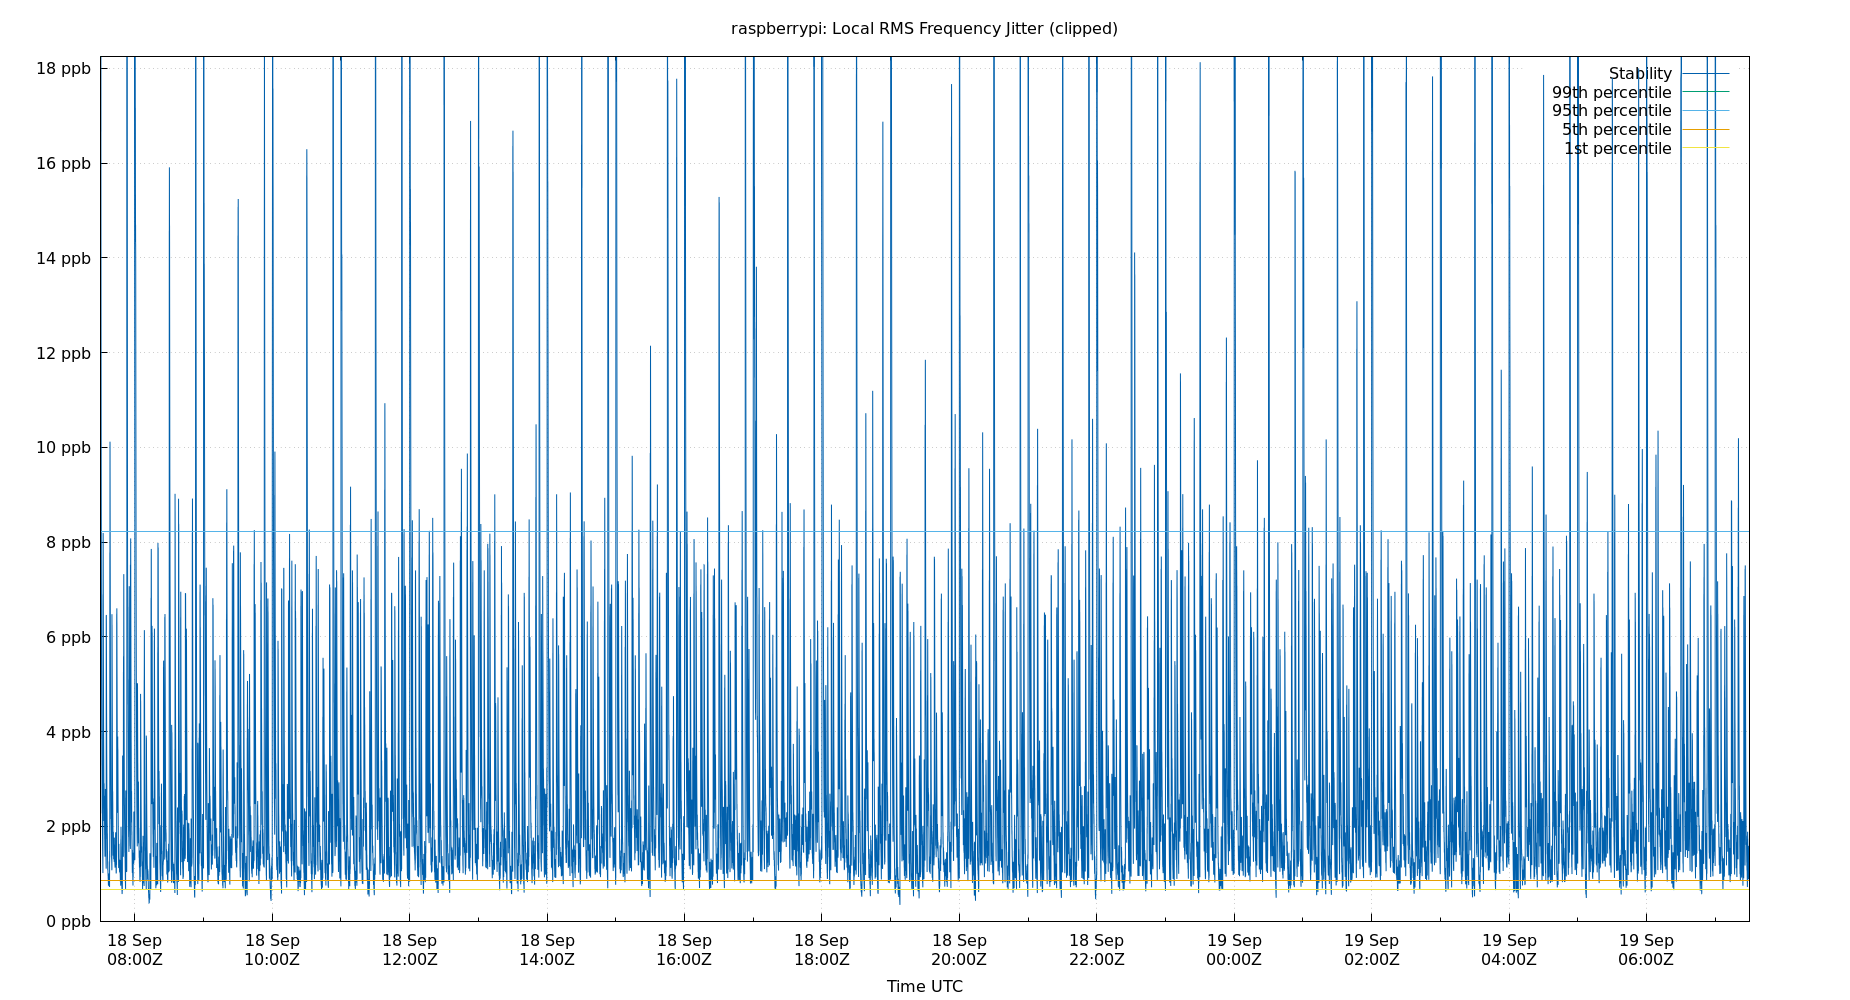 raspberrypi: Local RMS Frequency Jitter (clipped)
18 ppb
16 ppb
14 ppb
12 ppb
10 ppb
8 ppb
6 ppb
4 ppb
2 ppb
0 ppb
Stability
99th percentile
95th percentile
5th percentile
1st percentile
18 Sep 18 Sep 18 Sep 18 Sep 18 Sep 18 Sep 18 Sep 18 Sep 19 Sep 19 Sep 19 Sep 19 Sep
08:00Z 10:00Z 12:00Z 14:00Z 16:00Z 18:00Z 20:00Z 22:00Z 00:00Z 02:00Z 04:00Z 06:00Z
Time UTC